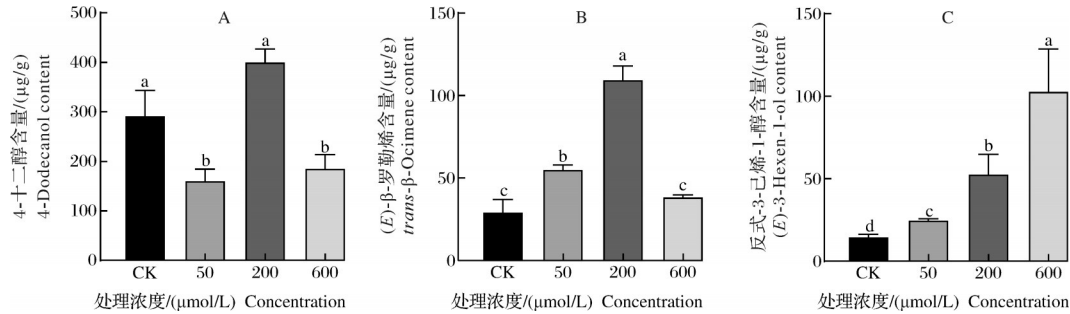 A
4-十二醇含量/(μg/g)
4-Dodecanol content
500
400
300
200
100
0
a
b
a
b
CK 50 200 600
处理浓度/(μmol/L) Concentration
B
(E)-β-罗勒烯含量/(μg/g)
trans-β-Ocimene content
150
100
50
0
c
b
a
c
CK 50 200 600
处理浓度/(μmol/L) Concentration
C
反式-3-己烯-1-醇含量/(μg/g)
(E)-3-Hexen-1-ol content
150
100
50
0
d
c
b
a
CK 50 200 600
处理浓度/(μmol/L) Concentration